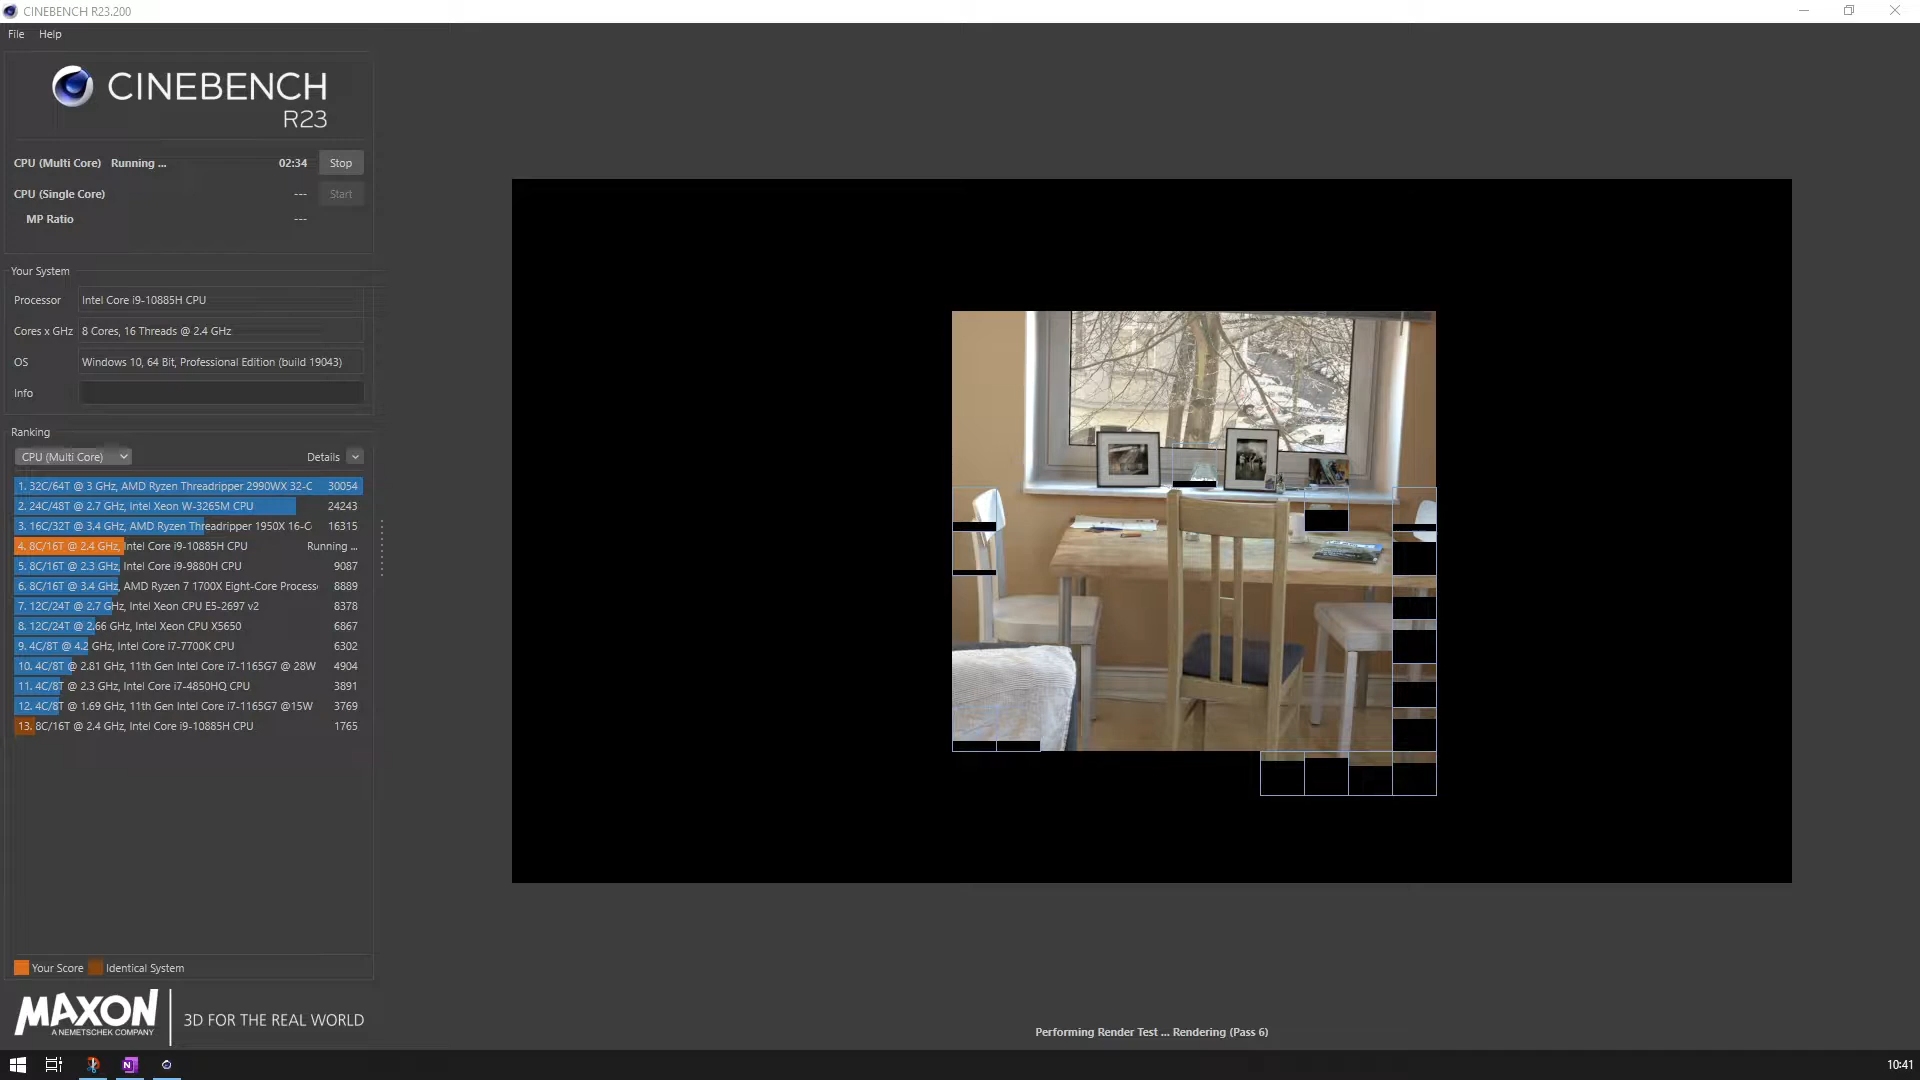 CINEBENCH R23.200
File Help
CINEBENCH
R23
CPU (Multi Core) Running ... 02:34 Stop
CPU (Single Core) --- Start
MP Ratio ---
Your System
Processor Intel Core i9-10885H CPU
Cores x GHz 8 Cores, 16 Threads @ 2.4 GHz
OS Windows 10, 64 Bit, Professional Edition (build 19043)
Info
Ranking
CPU (Multi Core) Details
1. 32C/64T @ 3 GHz, AMD Ryzen Threadripper 2990WX 32-C 30054
2. 24C/48T @ 2.7 GHz, Intel Xeon W-3265M CPU 24243
3. 16C/32T @ 3.4 GHz, AMD Ryzen Threadripper 1950X 16-C 16315
4. 8C/16T @ 2.4 GHz, Intel Core i9-10885H CPU Running ...
5. 8C/16T @ 2.3 GHz, Intel Core i9-9880H CPU 9087
6. 8C/16T @ 3.4 GHz, AMD Ryzen 7 1700X Eight-Core Process 8889
7. 12C/24T @ 2.7 GHz, Intel Xeon CPU E5-2697 v2 8378
8. 12C/24T @ 2.66 GHz, Intel Xeon CPU X5650 6867
9. 4C/8T @ 4.2 GHz, Intel Core i7-7700K CPU 6302
10. 4C/8T @ 2.81 GHz, 11th Gen Intel Core i7-1165G7 @ 28W 4904
11. 4C/8T @ 2.3 GHz, Intel Core i7-4850HQ CPU 3891
12. 4C/8T @ 1.69 GHz, 11th Gen Intel Core i7-1165G7 @15W 3769
13. 8C/16T @ 2.4 GHz, Intel Core i9-10885H CPU 1765
Your Score Identical System
MAXON
A NEMETSCHEK COMPANY
3D FOR THE REAL WORLD
Performing Render Test ... Rendering (Pass 6)
N
10:41